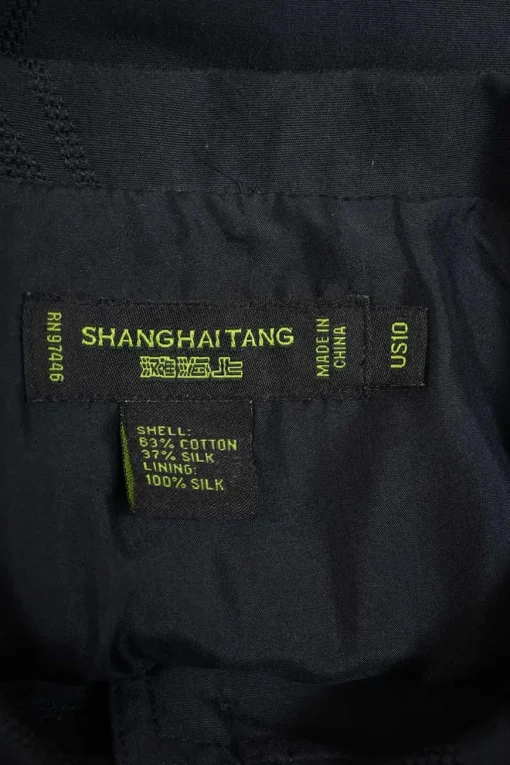 RN 97446
SHANGHAI TANG
灘海上
MADE IN
CHINA
US10
SHELL:
63% COTTON
37% SILK
LINING:
100% SILK